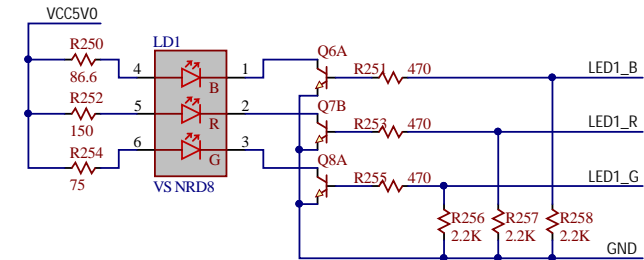 VCC5V0
R250
86.6
R252
150
R254
75
LD1
4
5
6
B
R
G
1
2
3
VS NRD8
Q6A
Q7B
Q8A
R251 470
R253 470
R255 470
LED1_B
LED1_R
LED1_G
R256 R257 R258
2.2K 2.2K 2.2K
GND